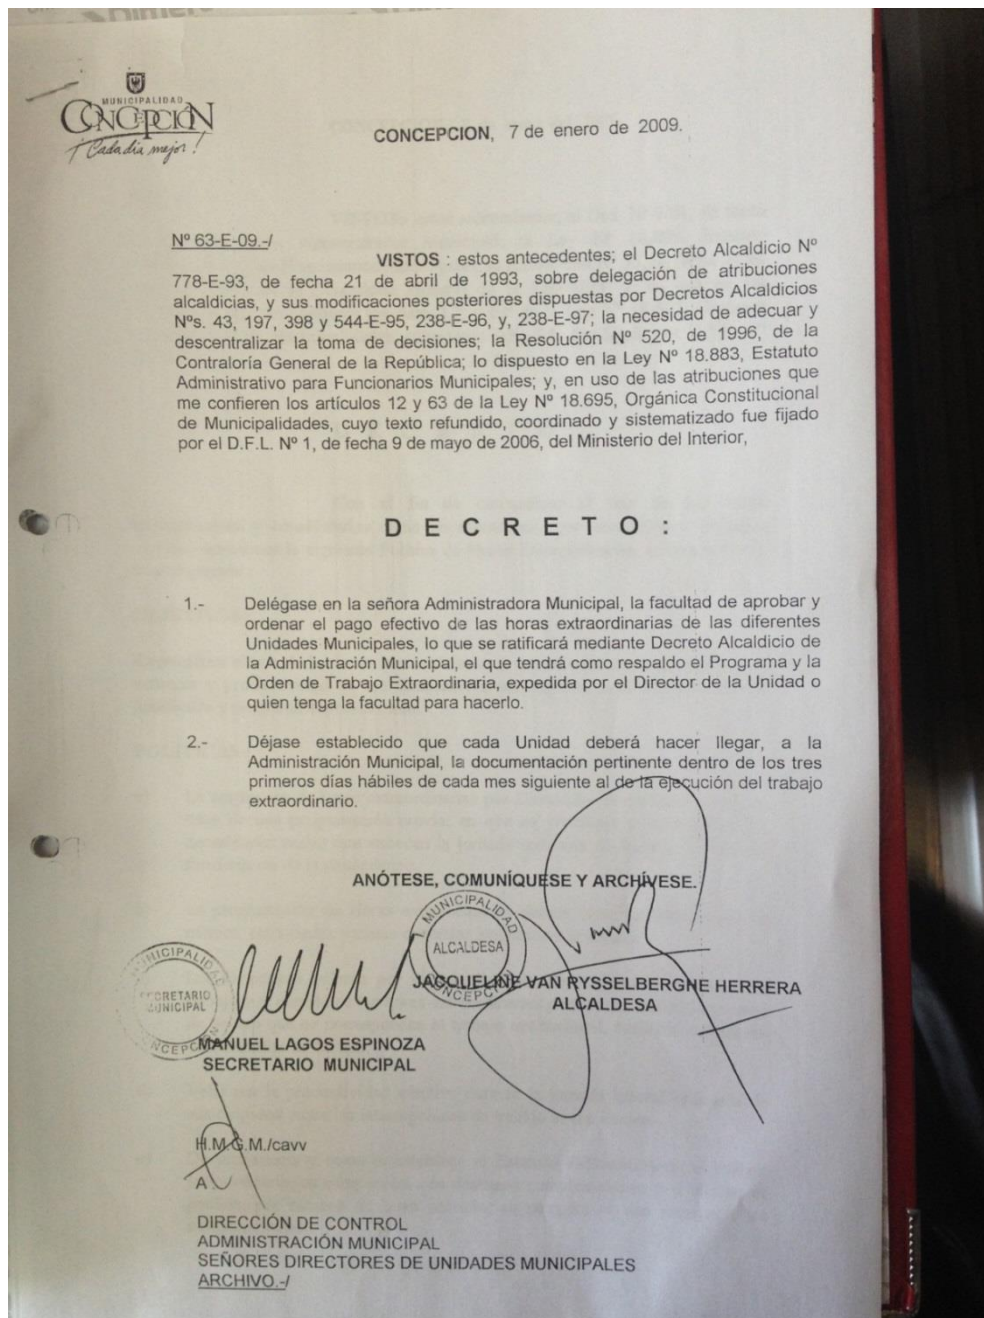 MUNICIPALIDAD
CONCEPCIÓN
¡Cada día mejor!
CONCEPCION, 7 de enero de 2009.
Nº 63-E-09.-/
VISTOS : estos antecedentes; el Decreto Alcaldicio Nº
778-E-93, de fecha 21 de abril de 1993, sobre delegación de atribuciones
alcaldicias, y sus modificaciones posteriores dispuestas por Decretos Alcaldicios
Nºs. 43, 197, 398 y 544-E-95, 238-E-96, y, 238-E-97; la necesidad de adecuar y
descentralizar la toma de decisiones; la Resolución Nº 520, de 1996, de la
Contraloría General de la República; lo dispuesto en la Ley Nº 18.883, Estatuto
Administrativo para Funcionarios Municipales; y, en uso de las atribuciones que
me confieren los artículos 12 y 63 de la Ley Nº 18.695, Orgánica Constitucional
de Municipalidades, cuyo texto refundido, coordinado y sistematizado fue fijado
por el D.F.L. Nº 1, de fecha 9 de mayo de 2006, del Ministerio del Interior,
D E C R E T O :
1.- Delégase en la señora Administradora Municipal, la facultad de aprobar y
ordenar el pago efectivo de las horas extraordinarias de las diferentes
Unidades Municipales, lo que se ratificará mediante Decreto Alcaldicio de
la Administración Municipal, el que tendrá como respaldo el Programa y la
Orden de Trabajo Extraordinaria, expedida por el Director de la Unidad o
quien tenga la facultad para hacerlo.
2.- Déjase establecido que cada Unidad deberá hacer llegar, a la
Administración Municipal, la documentación pertinente dentro de los tres
primeros días hábiles de cada mes siguiente al de la ejecución del trabajo
extraordinario.
ANÓTESE, COMUNÍQUESE Y ARCHÍVESE.
I. MUNICIPALIDAD
ALCALDESA
CONCEPCION
JACQUELINE VAN RYSSELBERGHE HERRERA
ALCALDESA
MUNICIPALIDAD
SECRETARIO
MUNICIPAL
CONCEPCION
MANUEL LAGOS ESPINOZA
SECRETARIO MUNICIPAL
H.M.G.M./cavv
A
DIRECCIÓN DE CONTROL
ADMINISTRACIÓN MUNICIPAL
SEÑORES DIRECTORES DE UNIDADES MUNICIPALES
ARCHIVO.-/